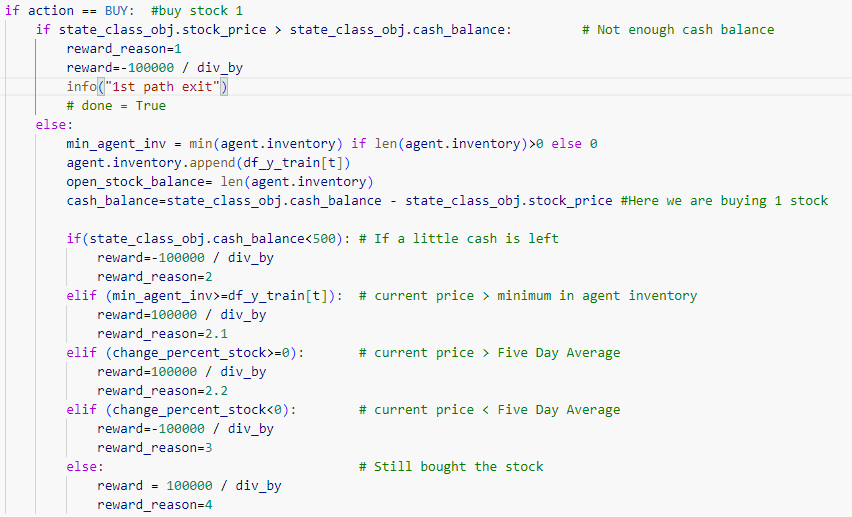 if action == BUY:  #buy stock 1
    if state_class_obj.stock_price > state_class_obj.cash_balance:         # Not enough cash balance
        reward_reason=1
        reward=-100000 / div_by
        info("1st path exit")
        # done = True
    else:
        min_agent_inv = min(agent.inventory) if len(agent.inventory)>0 else 0
        agent.inventory.append(df_y_train[t])
        open_stock_balance= len(agent.inventory)
        cash_balance=state_class_obj.cash_balance - state_class_obj.stock_price #Here we are buying 1 stock
        if(state_class_obj.cash_balance<500): # If a little cash is left
            reward=-100000 / div_by
            reward_reason=2
        elif (min_agent_inv>=df_y_train[t]):  # current price > minimum in agent inventory
            reward=100000 / div_by
            reward_reason=2.1
        elif (change_percent_stock>=0):       # current price > Five Day Average
            reward=100000 / div_by
            reward_reason=2.2
        elif (change_percent_stock<0):        # current price < Five Day Average
            reward=-100000 / div_by
            reward_reason=3
        else:                                 # Still bought the stock
            reward = 100000 / div_by
            reward_reason=4